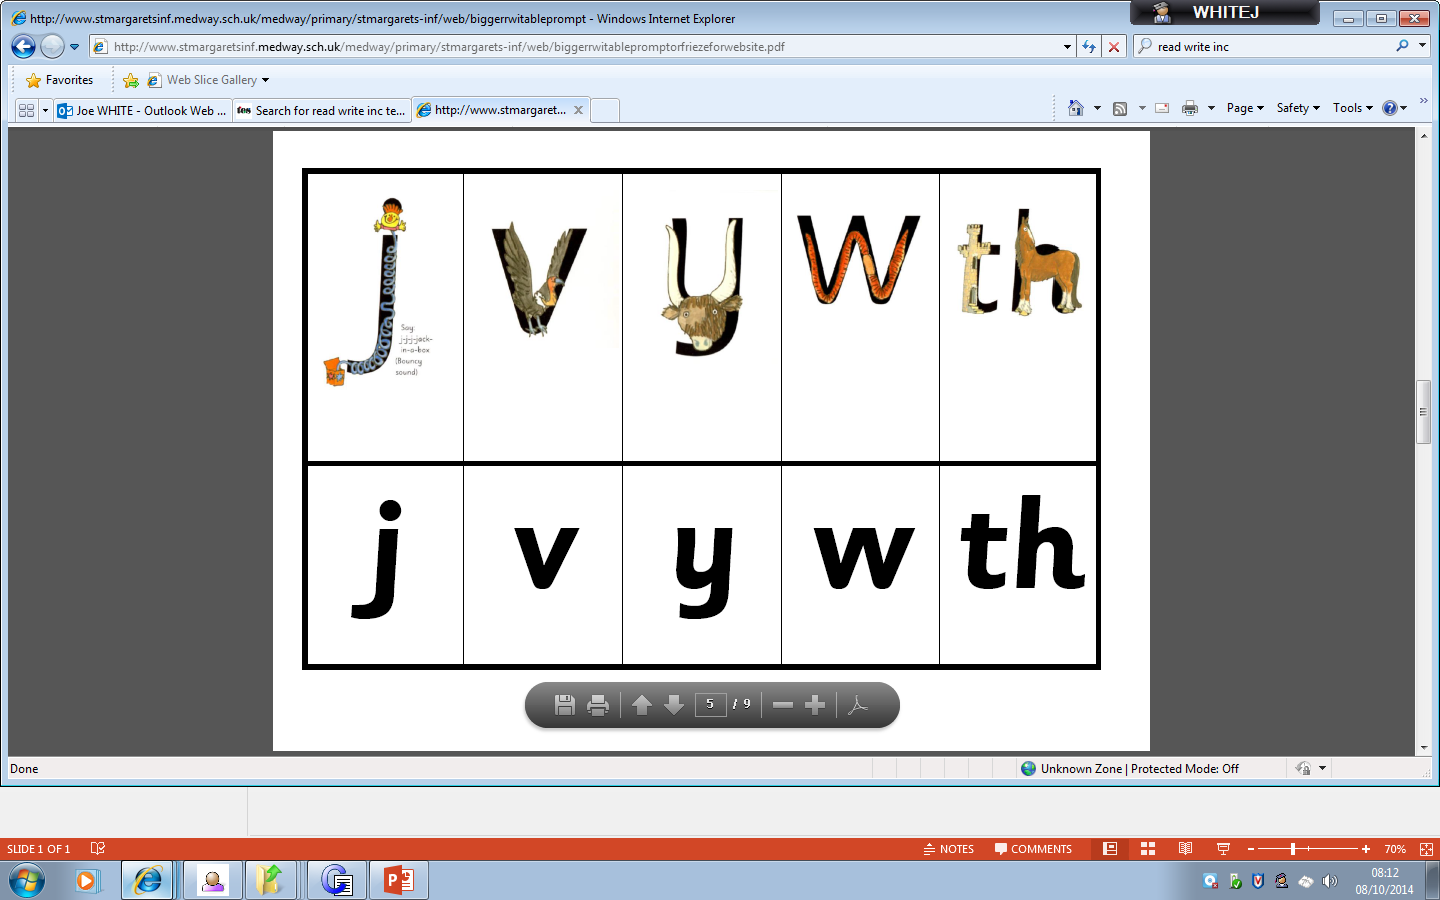 http://www.stmargaretsinf.medway.sch.uk/medway/primary/stmargarets-inf/web/biggerrwitableprompt - Windows Internet Explorer
WHITEJ
http://www.stmargaretsinf.medway.sch.uk/medway/primary/stmargarets-inf/web/biggerrwitablepromptorfriezeforwebsite.pdf
read write inc
Favorites
Web Slice Gallery
Joe WHITE - Outlook Web ...
tes Search for read write inc te...
http://www.stmargaret...
Page
Safety
Tools
j v y w th
Say:
j-j-j-jack-
in-a-box
(Bouncy
sound)
j v y w th
5 / 9
Done
Unknown Zone | Protected Mode: Off
SLIDE 1 OF 1
NOTES
COMMENTS
70%
08:12
08/10/2014